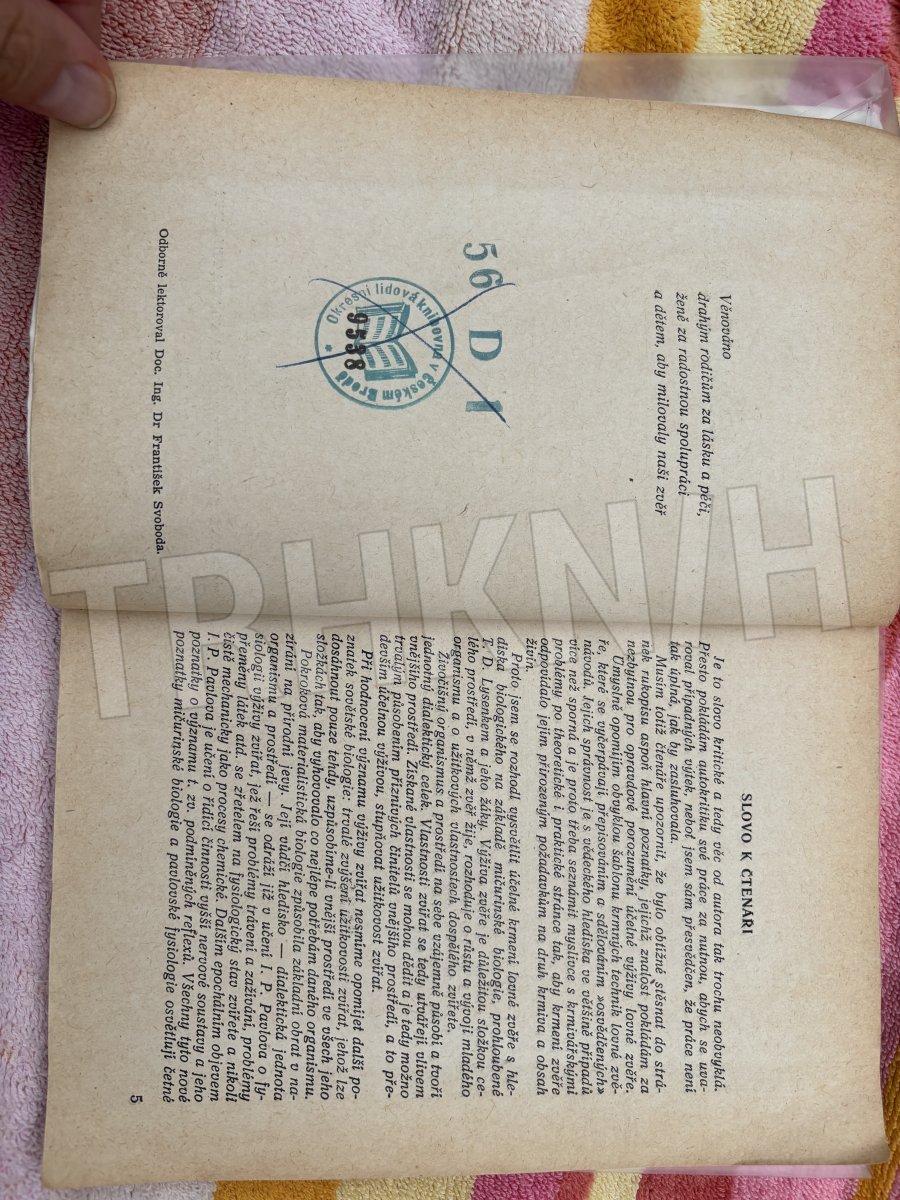 Věnováno
drahým rodičům za lásku a péči,
ženě za radostnou spolupráci
a dětem, aby milovaly naši zvěř
56 D 1
Okresní lidová knihovna v Českém Brodě
9538
Odborně lektoroval Doc. Ing. Dr František Svoboda.
SLOVO K ČTENÁŘI
Je to slovo kritické a tedy věc od autora tak trochu neobvyklá.
Přesto pokládám autokritiku své práce za nutnou, abych se uva-
roval případných výtek, neboť jsem sám přesvědčen, že práce není
tak úplná, jak by zasluhovala.
Musím totiž čtenáře upozornit, že bylo obtížné stěsnat do strá-
nek rukopisu aspoň hlavní poznatky, jejichž znalost pokládám za
nezbytnou pro opravdové porozumění účelné výživy lovné zvěře.
Úmyslně opomíjím obvyklou šablonu krmných technik lovné zvě-
ře, které se vyčerpávají přepisováním a sdělováním »osvědčených»
návodů. Jejich správnost je s vědeckého hlediska ve většině případů
více než sporná a je proto třeba seznámit myslivce s krmivářskými
problémy po theoretické i praktické stránce tak, aby krmení zvěře
odpovídalo jejím přirozeným požadavkům na druh krmiva a obsah
živin.
Proto jsem se rozhodl vysvětlit účelné krmení lovné zvěře s hle-
diska biologického na základě mičurinské biologie, prohloubené
T. D. Lysenkem a jeho žáky. Výživa zvěře je důležitou složkou ce-
lého prostředí, v němž zvěř žije, rozhoduje o růstu a vývoji mladého
organismu a o užitkových vlastnostech dospělého zvířete.
Živočišný organismus a prostředí na sebe vzájemně působí a tvoří
jednotný dialektický celek. Vlastnosti zvířat se tedy utvářejí vlivem
vnějšího prostředí. Získané vlastnosti se mohou dědit a je tedy možno
trvalým působením příznivých činitelů vnějšího prostředí, a to pře-
devším účelnou výživou, stupňovat užitkovost zvířat.
Při hodnocení významu výživy zvířat nesmíme opomíjet další po-
znatek sovětské biologie: trvalé zvýšení užitkovosti zvířat, jehož lze
dosáhnout pouze tehdy, uzpůsobíme-li vnější prostředí ve všech jeho
složkách tak, aby vyhovovalo co nejlépe potřebám daného organismu.
Pokroková materialistická biologie způsobila základní obrat v na-
zírání na přírodní jevy. Její vůdčí hledisko — dialektická jednota
organismu a prostředí — se odráží již v učení I. P. Pavlova o fy-
siologii výživy zvířat, jež řeší problémy trávení a zažívání, problémy
přeměny látek atd. se zřetelem na fysiologický stav zvířete a nikoli
čistě mechanicky jako procesy chemické. Dalším epochálním objevem
I. P. Pavlova je učení o řídící činnosti vyšší nervové soustavy a jeho
poznatky o významu t. zv. podmíněných reflexů. Všechny tyto nové
poznatky mičurinské biologie a pavlovské fysiologie osvětlují četné
5
TRHKNIH